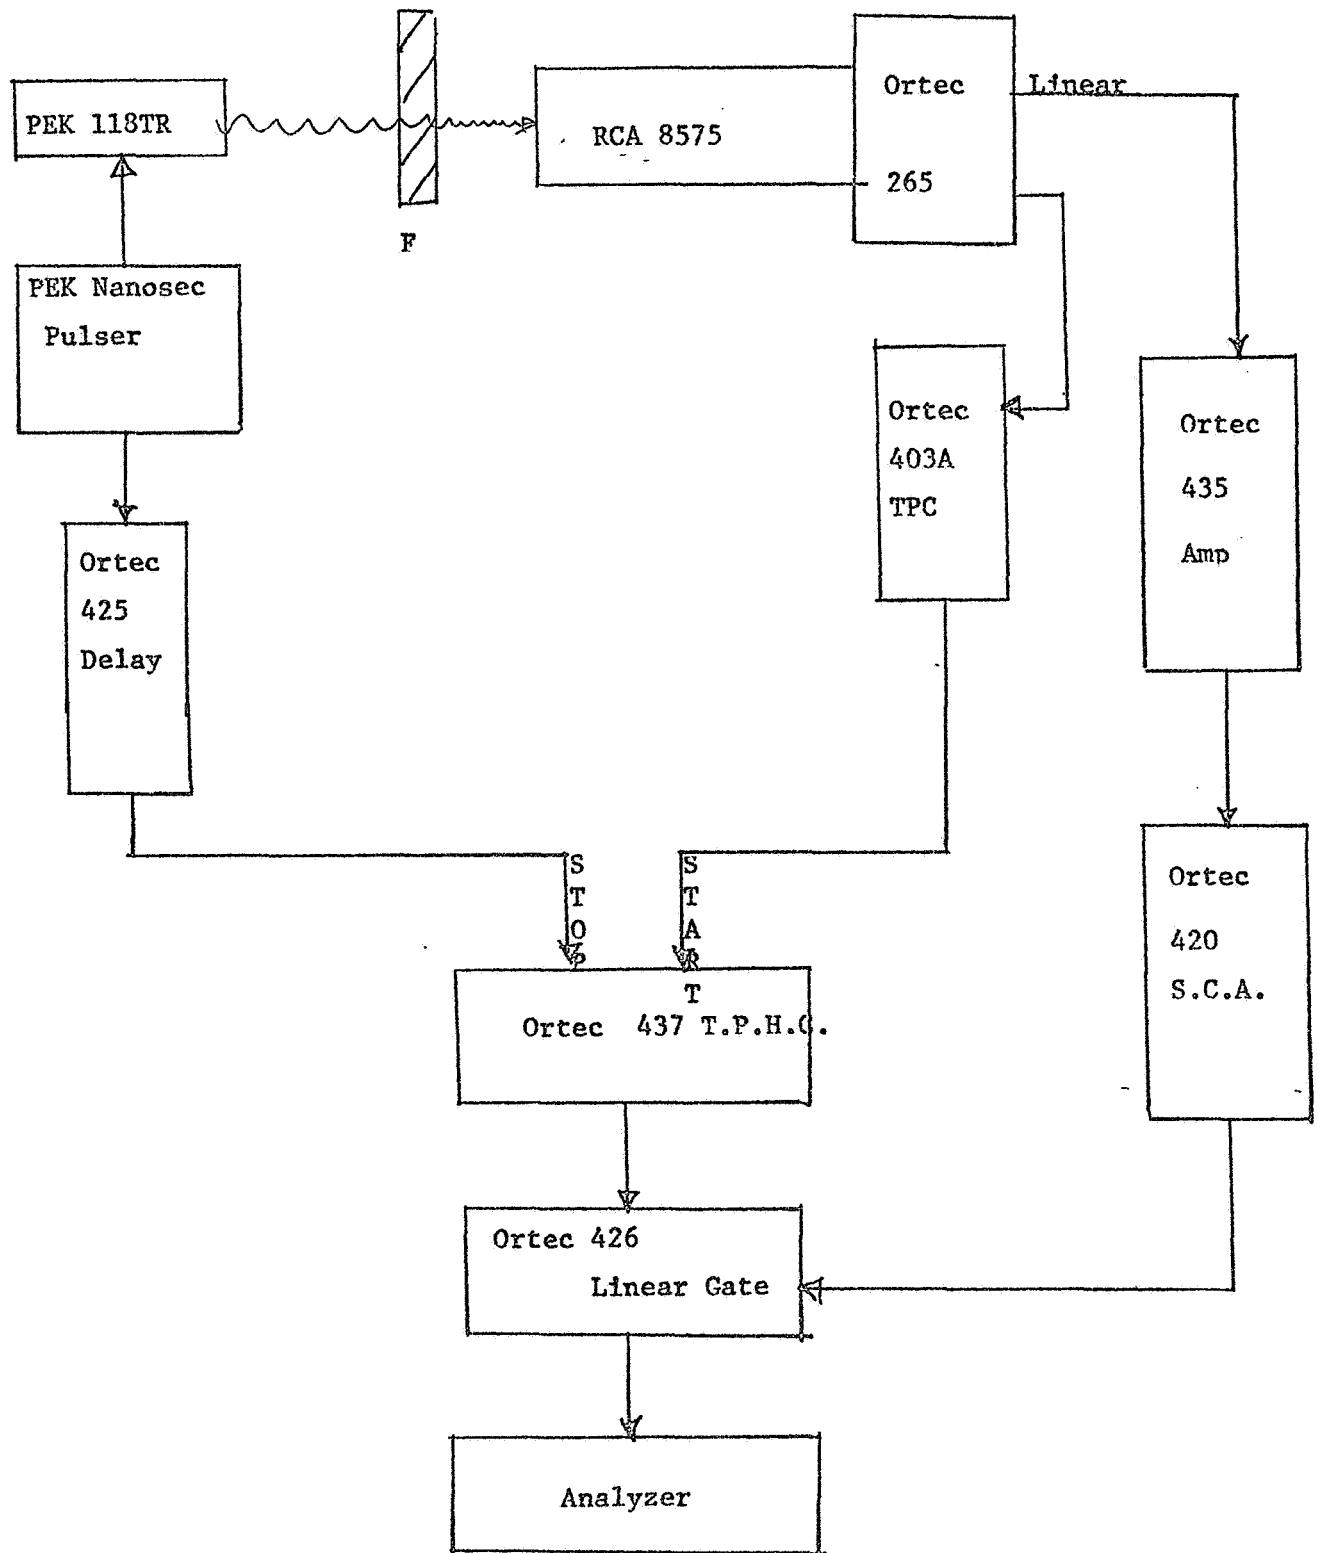 PEK 118TR
F
RCA 8575
Ortec
265
Linear
PEK Nanosec
Pulser
Ortec
425
Delay
Ortec
403A
TPC
Ortec
435
Amp
STOP
START
Ortec 437 T.P.H.C.
Ortec
420
S.C.A.
Ortec 426
Linear Gate
Analyzer